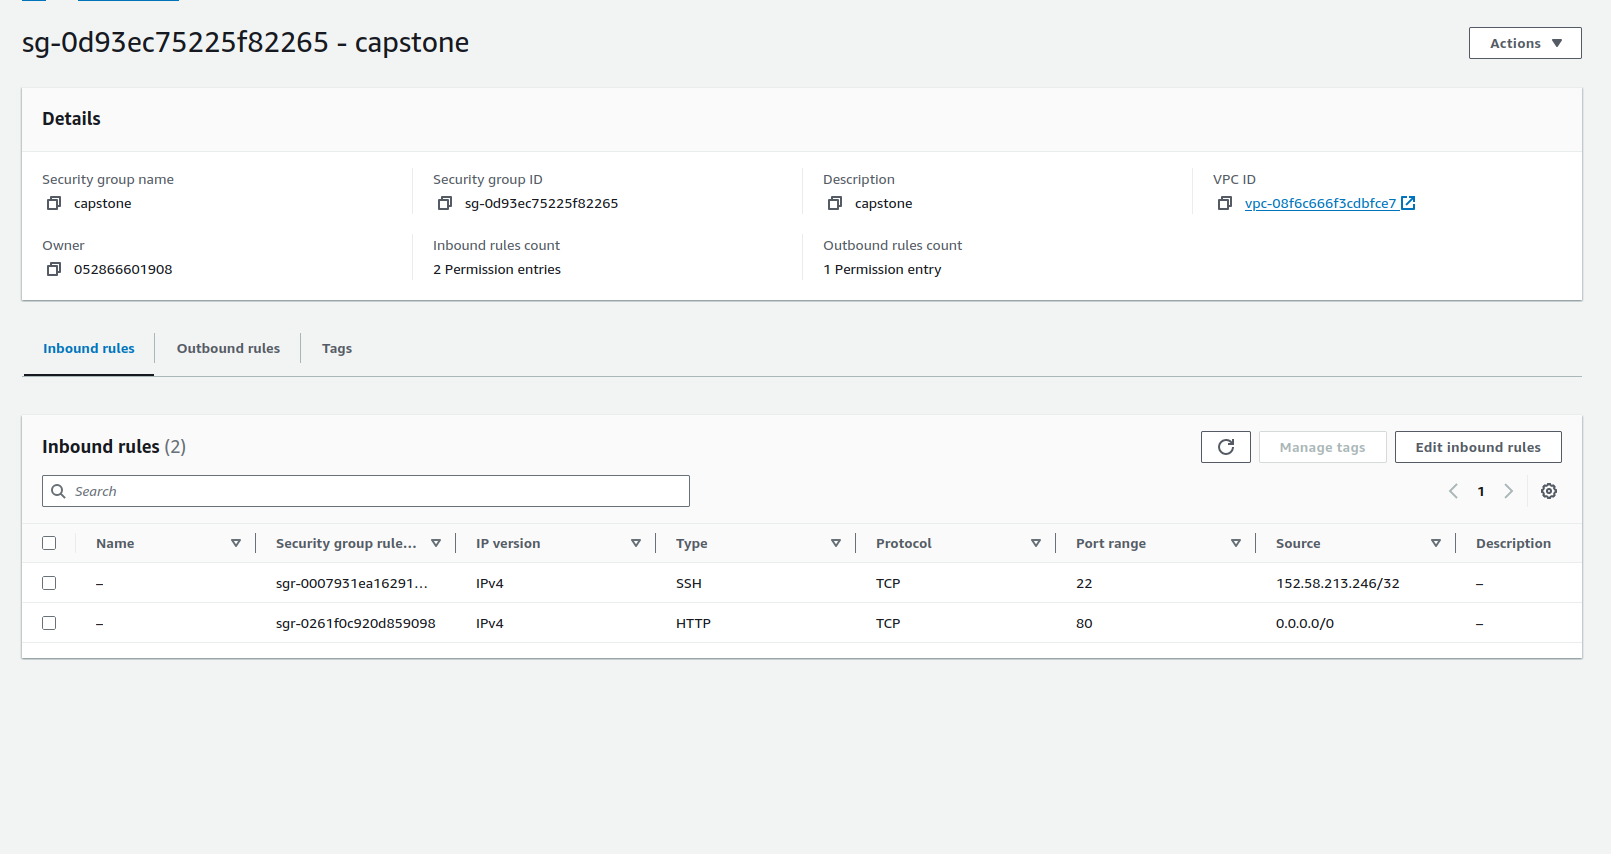 sg-0d93ec75225f82265 - capstone
Actions
Details
Security group name
capstone
Security group ID
sg-0d93ec75225f82265
Description
capstone
VPC ID
vpc-08f6c666f3cdbfce7
Owner
052866601908
Inbound rules count
2 Permission entries
Outbound rules count
1 Permission entry
Inbound rules
Outbound rules
Tags
Inbound rules (2)
Manage tags
Edit inbound rules
Search
1
Name Security group rule... IP version Type Protocol Port range Source Description
– sgr-0007931ea16291... IPv4 SSH TCP 22 152.58.213.246/32 –
– sgr-0261f0c920d859098 IPv4 HTTP TCP 80 0.0.0.0/0 –